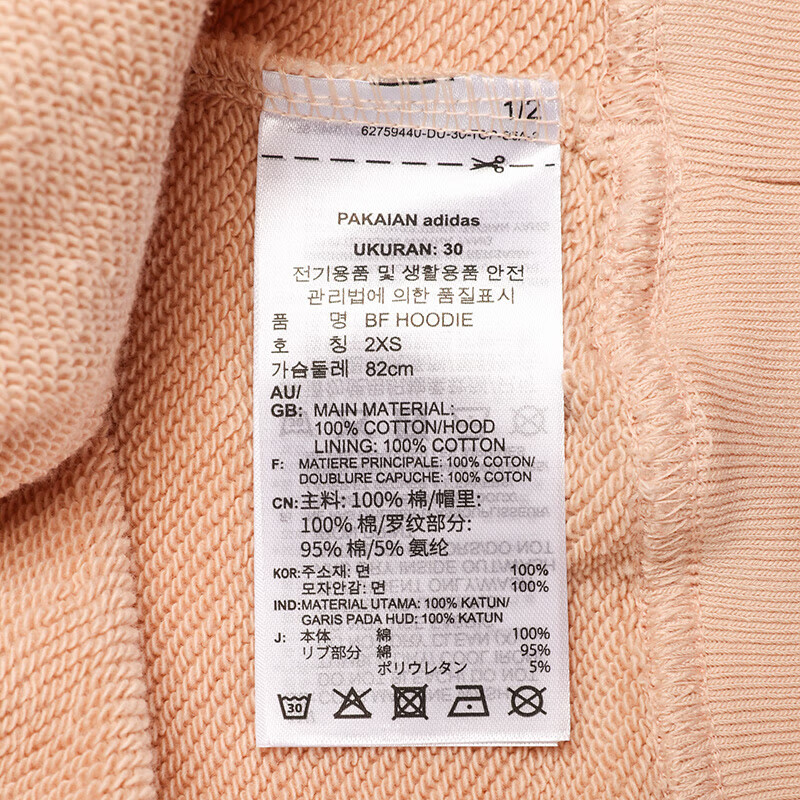 1/2
PAKAIAN adidas
UKURAN: 30
전기용품 및 생활용품 안전
관리법에 의한 품질표시
품 명 BF HOODIE
호 칭 2XS
가슴둘레 82cm
AU/
GB: MAIN MATERIAL:
100% COTTON/HOOD
LINING: 100% COTTON
F: MATIERE PRINCIPALE: 100% COTON/
DOUBLURE CAPUCHE: 100% COTON
CN: 主料: 100% 棉/帽里:
100% 棉/罗纹部分:
95% 棉/5% 氨纶
KOR: 주소재: 면 100%
모자안감: 면 100%
IND: MATERIAL UTAMA: 100% KATUN/
GARIS PADA HUD: 100% KATUN
J: 本体 綿 100%
リブ部分 綿 95%
ポリウレタン 5%
30